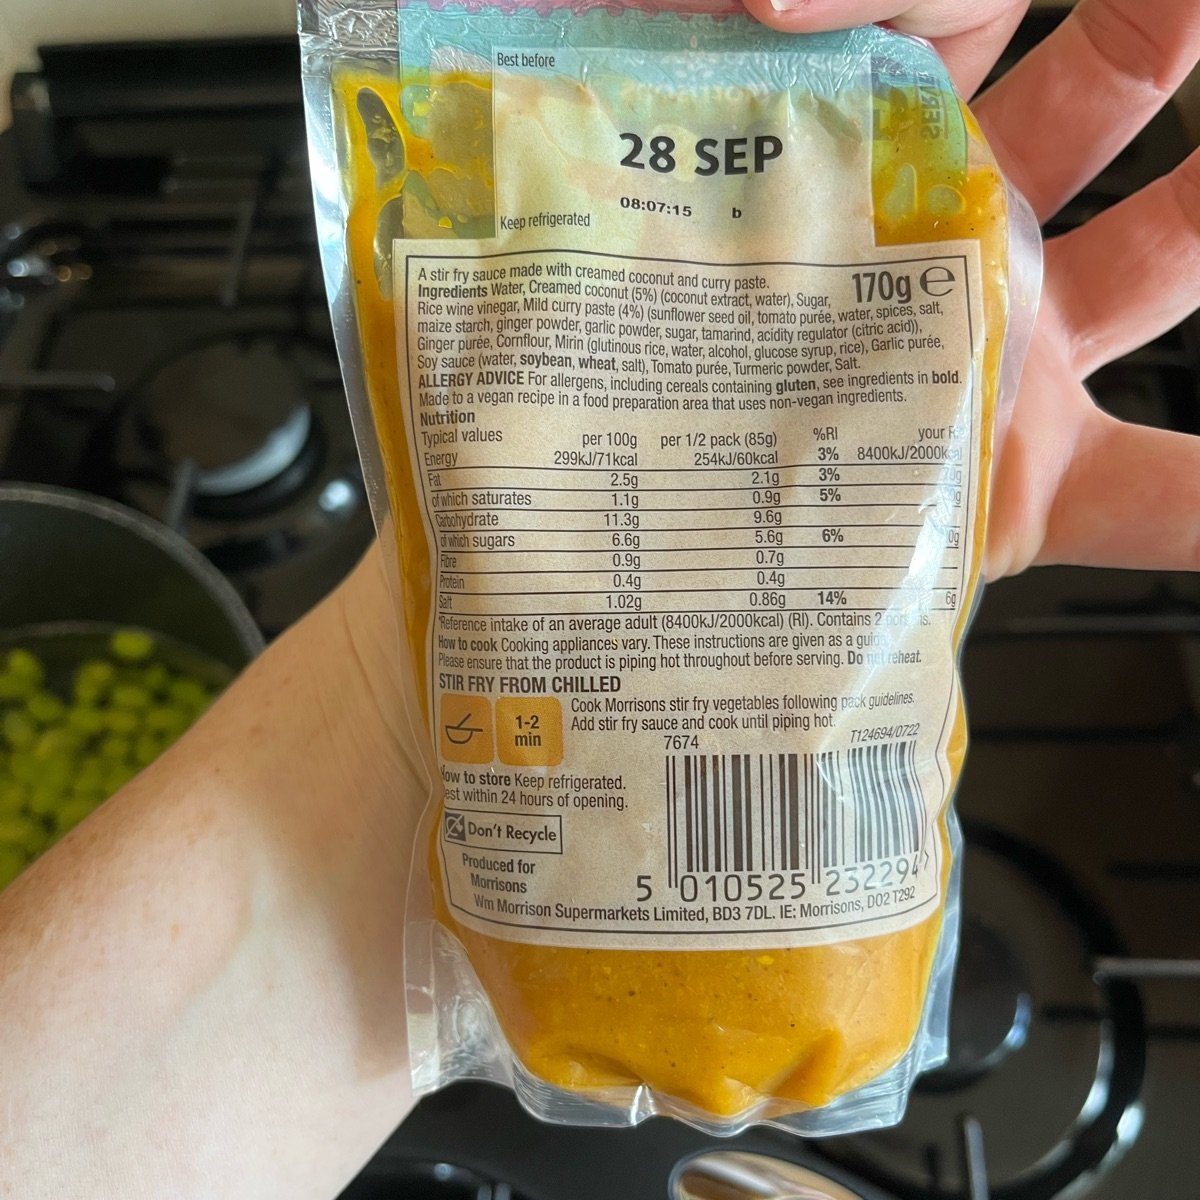 Best before
28 SEP
08:07:15 b
Keep refrigerated
A stir fry sauce made with creamed coconut and curry paste.
170g e
Ingredients Water, Creamed coconut (5%) (coconut extract, water), Sugar,
Rice wine vinegar, Mild curry paste (4%) (sunflower seed oil, tomato purée, water, spices, salt,
maize starch, ginger powder, garlic powder, sugar, tamarind, acidity regulator (citric acid)),
Ginger purée, Cornflour, Mirin (glutinous rice, water, alcohol, glucose syrup, rice), Garlic purée,
Soy sauce (water, soybean, wheat, salt), Tomato purée, Turmeric powder, Salt.
ALLERGY ADVICE For allergens, including cereals containing gluten, see ingredients in bold.
Made to a vegan recipe in a food preparation area that uses non-vegan ingredients.
Nutrition
Typical values per 100g per 1/2 pack (85g) %RI your
Energy 299kJ/71kcal 254kJ/60kcal 3% 8400kJ/2000kcal
Fat 2.5g 2.1g 3%
of which saturates 1.1g 0.9g 5%
Carbohydrate 11.3g 9.6g
of which sugars 6.6g 5.6g 6%
Fibre 0.9g 0.7g
Protein 0.4g 0.4g
Salt 1.02g 0.86g 14% 6g
*Reference intake of an average adult (8400kJ/2000kcal) (RI). Contains 2
How to cook Cooking appliances vary. These instructions are given as a guide.
Please ensure that the product is piping hot throughout before serving. Do not reheat.
STIR FRY FROM CHILLED
1-2
min
Cook Morrisons stir fry vegetables following pack guidelines.
Add stir fry sauce and cook until piping hot.
7674 T124694/0722
How to store Keep refrigerated.
Best within 24 hours of opening.
Don't Recycle
Produced for
Morrisons
Wm Morrison Supermarkets Limited, BD3 7DL. IE: Morrisons, D02 T292
5 010525 232294 >